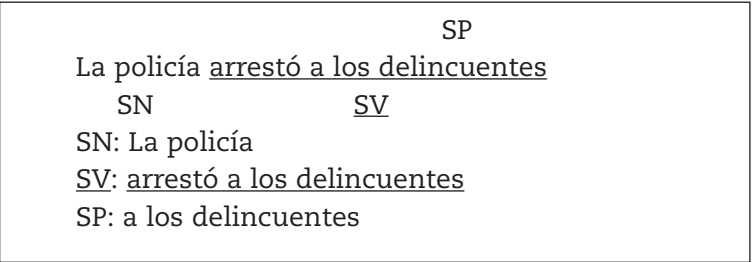 SP
La policía arrestó a los delincuentes
SN SV
SN: La policía
SV: arrestó a los delincuentes
SP: a los delincuentes